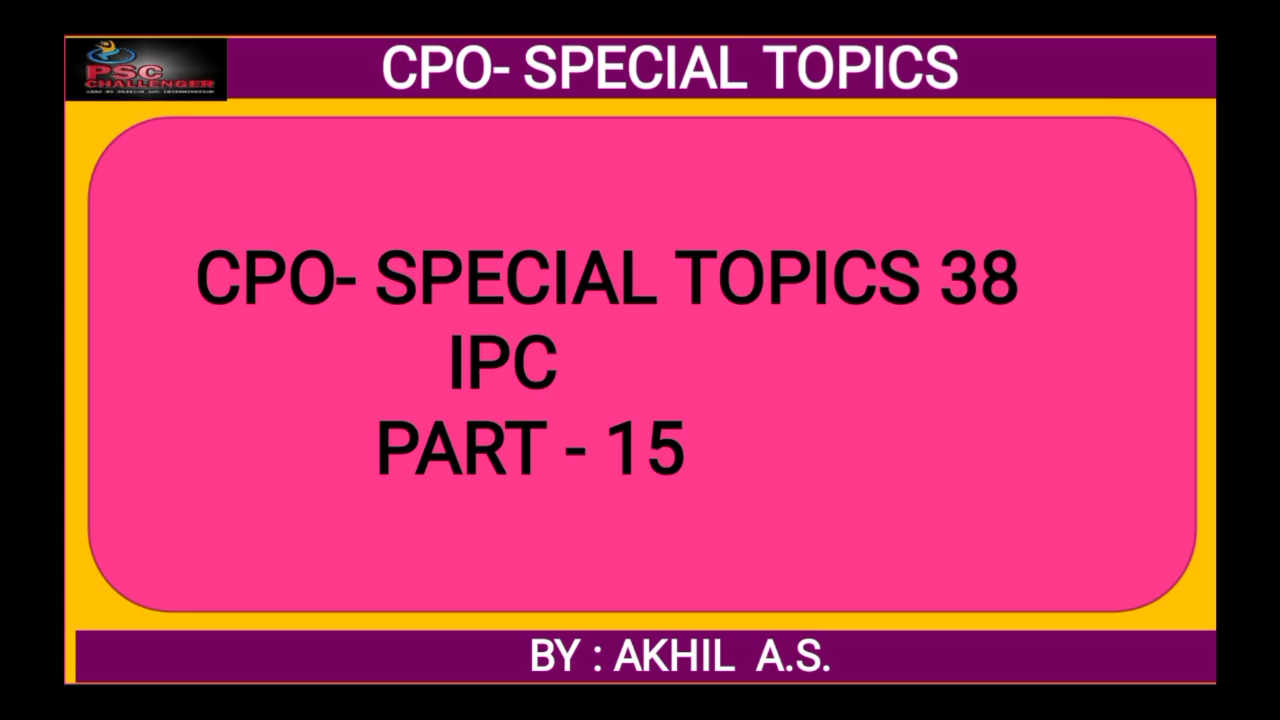 PSC
CHALLENGER
CPO- SPECIAL TOPICS
CPO- SPECIAL TOPICS 38
IPC
PART - 15
BY : AKHIL A.S.